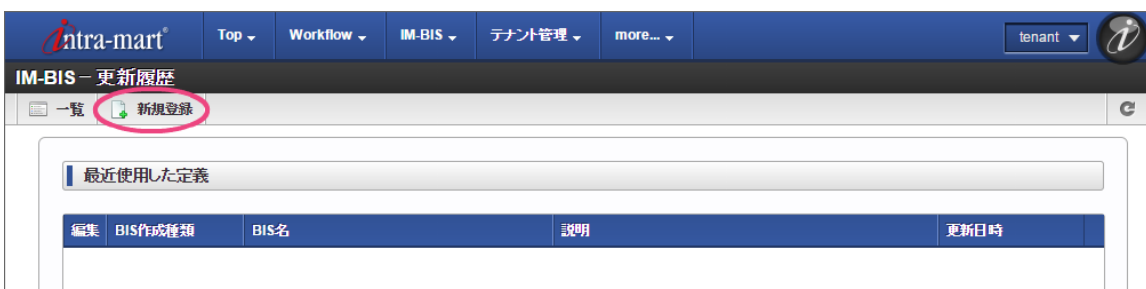 intra-mart® Top Workflow IM-BIS テナント管理 more... tenant
IM-BIS－更新履歴
一覧 新規登録
最近使用した定義
編集 BIS作成種類 BIS名 説明 更新日時